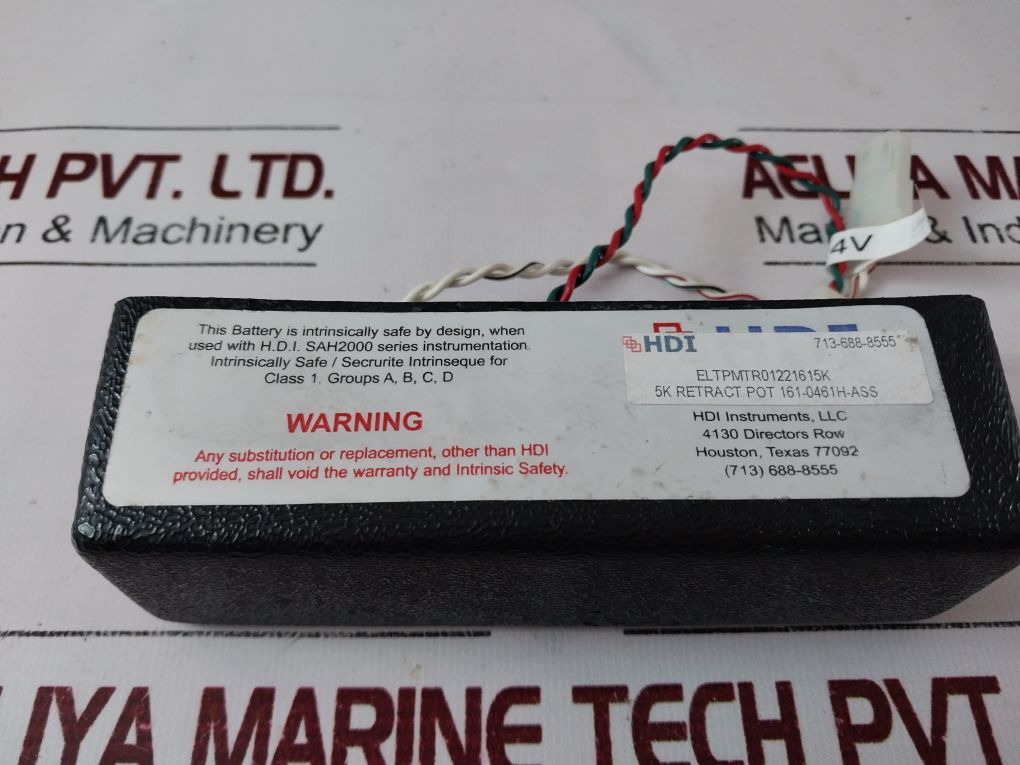 H PVT. LTD.
n & Machinery
4V
This Battery is intrinsically safe by design, when
used with H.D.I. SAH2000 series instrumentation.
Intrinsically Safe / Securite Intrinseque for
Class 1, Groups A, B, C, D
WARNING
Any substitution or replacement, other than HDI
provided, shall void the warranty and Intrinsic Safety.
HDI
HDI 713-688-8555
ELTPMTR01221615K
5K RETRACT POT 161-0461H-ASS
HDI Instruments, LLC
4130 Directors Row
Houston, Texas 77092
(713) 688-8555
IYA MARINE TECH PVT